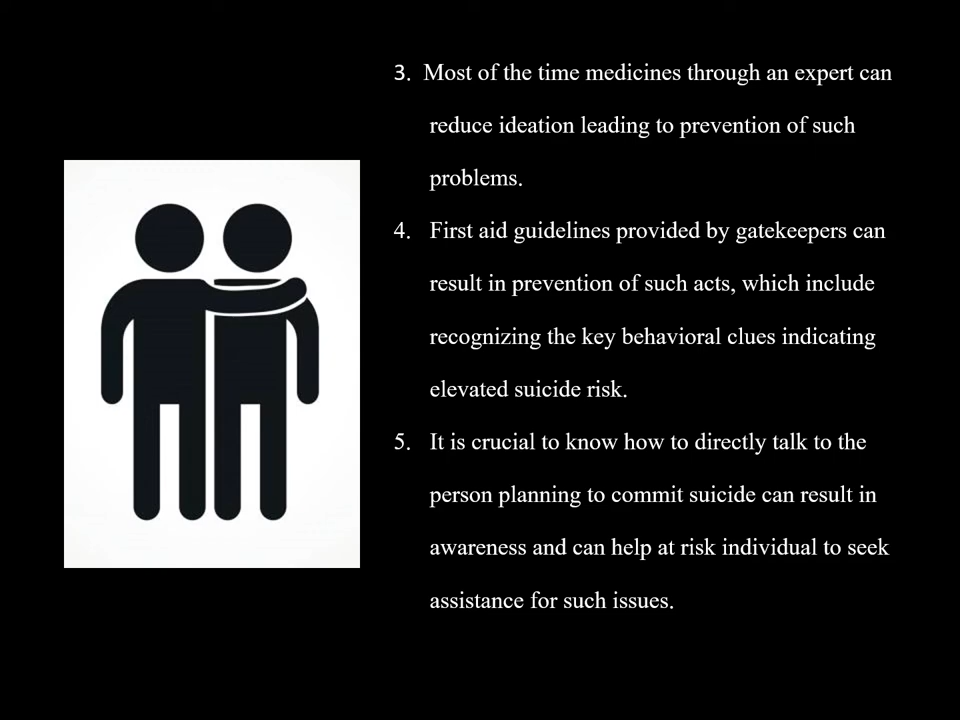 3. Most of the time medicines through an expert can
reduce ideation leading to prevention of such
problems.
4. First aid guidelines provided by gatekeepers can
result in prevention of such acts, which include
recognizing the key behavioral clues indicating
elevated suicide risk.
5. It is crucial to know how to directly talk to the
person planning to commit suicide can result in
awareness and can help at risk individual to seek
assistance for such issues.